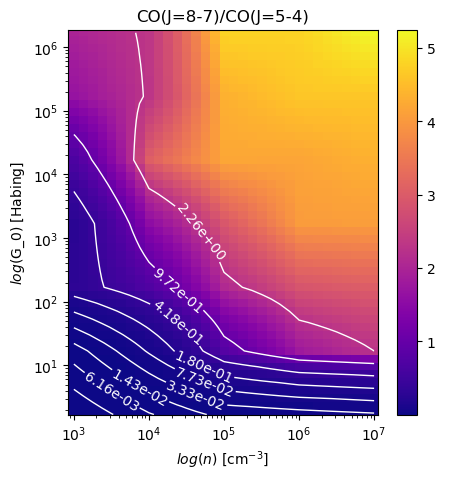 CO(J=8-7)/CO(J=5-4)
log(G_0) [Habing]
10⁶
10⁵
10⁴
10³
10²
10¹
2.26e+00
9.72e-01
4.18e-01
1.80e-01
7.73e-02
3.33e-02
1.43e-02
6.16e-03
10³ 10⁴ 10⁵ 10⁶ 10⁷
log(n) [cm⁻³]
5
4
3
2
1